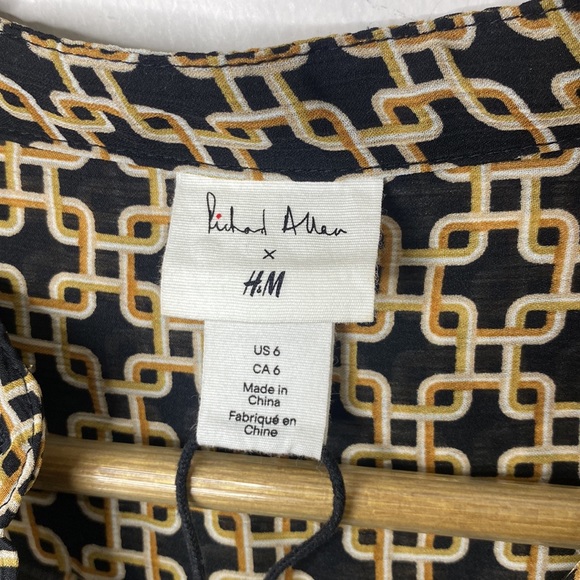 Richard Allan
x
H&M
US 6
CA 6
Made in
China
Fabriqué en
Chine